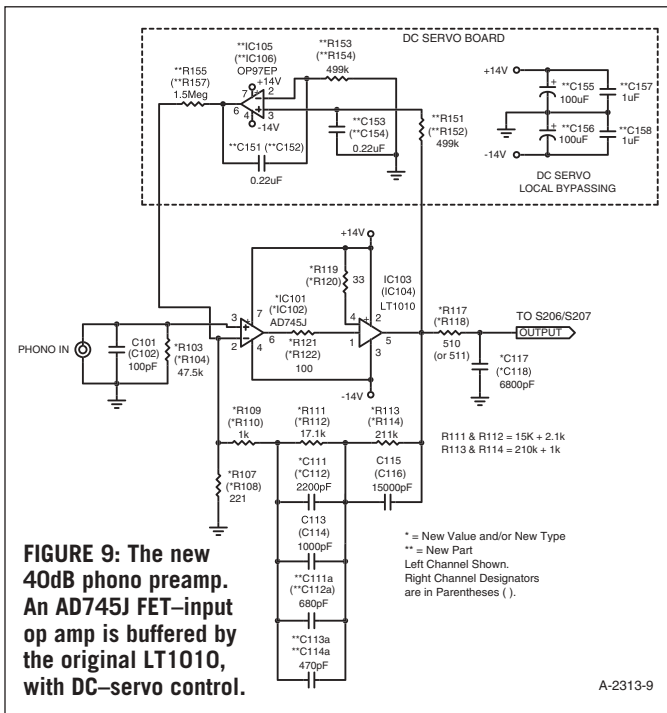 DC SERVO BOARD
**R155
(**R157)
1.5Meg
**IC105
(**IC106)
OP97EP
+14V
7
2
6
3
4
-14V
**R153
(**R154)
499k
**C151 (**C152)
0.22uF
**C153
(**C154)
0.22uF
**R151
(**R152)
499k
+14V
**C155
100uF
**C157
1uF
**C156
100uF
**C158
1uF
-14V
DC SERVO
LOCAL BYPASSING
+14V
*R119
(*R120)
33
IC103
(IC104)
LT1010
*IC101
(*IC102)
AD745J
3
2
7
4
6
*R121
(*R122)
100
4
1
2
5
3
-14V
PHONO IN
C101
(C102)
100pF
*R103
(*R104)
47.5k
*R117
(*R118)
510
(or 511)
TO S206/S207
OUTPUT
*C117
(*C118)
6800pF
*R109
(*R110)
1k
*R111
(*R112)
17.1k
*R113
(*R114)
211k
R111 & R112 = 15K + 2.1k
R113 & R114 = 210k + 1k
*R107
(*R108)
221
*C111
(*C112)
2200pF
C115
(C116)
15000pF
C113
(C114)
1000pF
**C111a
(**C112a)
680pF
**C113a
**C114a
470pF
* = New Value and/or New Type
** = New Part
Left Channel Shown.
Right Channel Designators
are in Parentheses ( ).
FIGURE 9: The new
40dB phono preamp.
An AD745J FET–input
op amp is buffered by
the original LT1010,
with DC–servo control.
A-2313-9